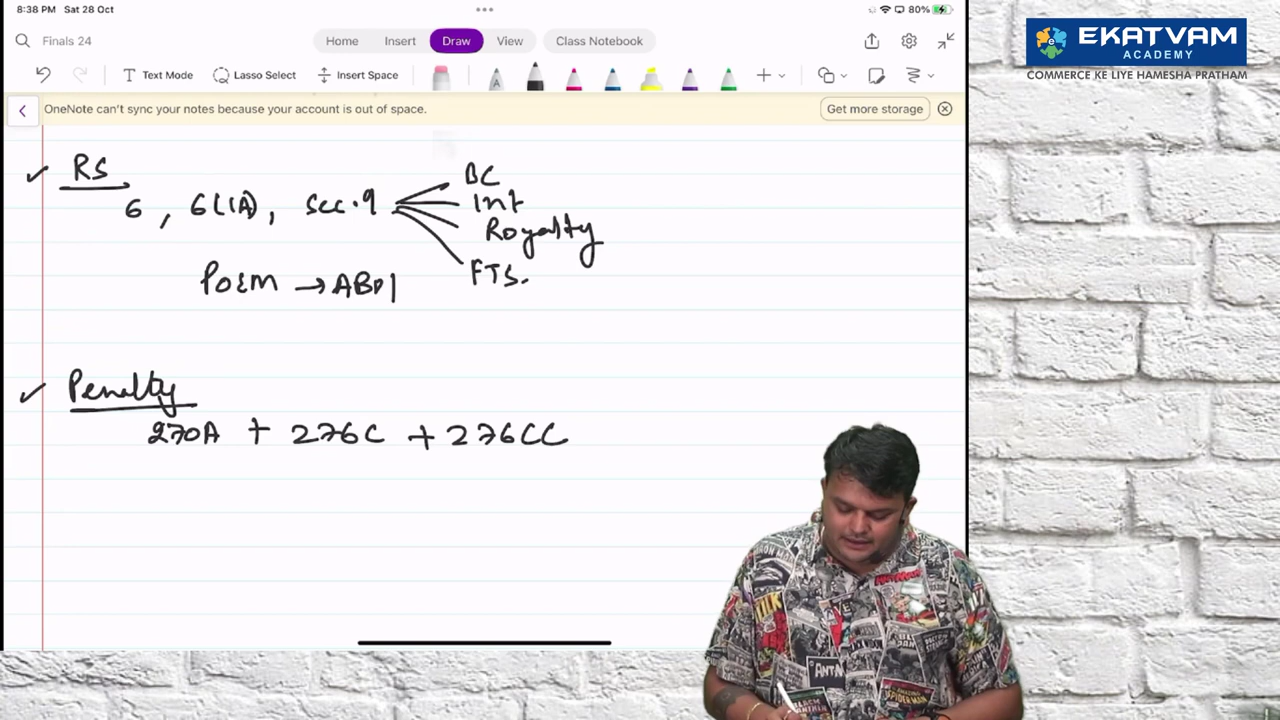 8:38 PM Sat 28 Oct
80%
Finals 24
Home Insert Draw View Class Notebook
Text Mode Lasso Select Insert Space
OneNote can't sync your notes because your account is out of space.
Get more storage
EKATVAM
ACADEMY
COMMERCE KE LIYE HAMESHA PRATHAM
RS
6, 6(1A), Sec.9
BC
Int
Royalty
FTS.
POEM → ABOI
Penalty
270A + 276C + 276CC